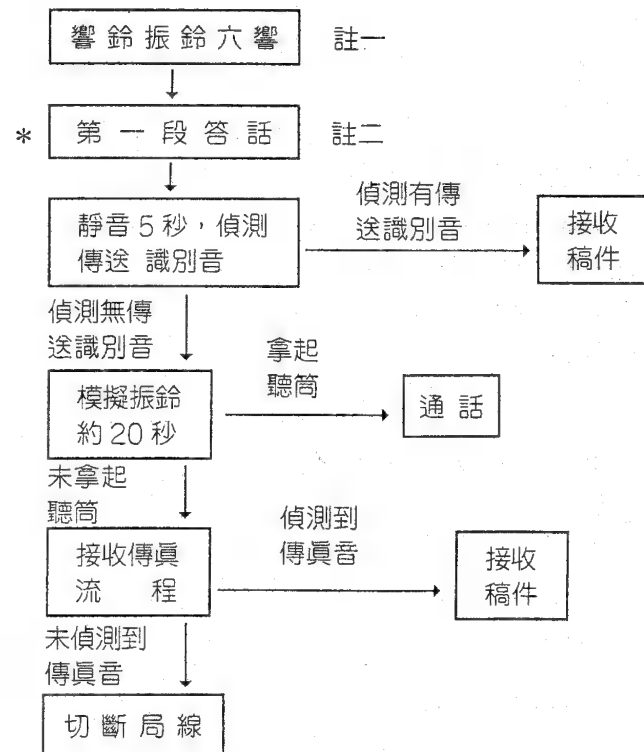 響鈴振鈴六響 註一
* 第一段答話 註二
靜音5秒，偵測
傳送 識別音
偵測有傳
送識別音
接收
稿件
偵測無傳
送識別音
模擬振鈴
約20秒
拿起
聽筒
通話
未拿起
聽筒
接收傳眞
流 程
偵測到
傳眞音
接收
稿件
未偵測到
傳眞音
切斷局線